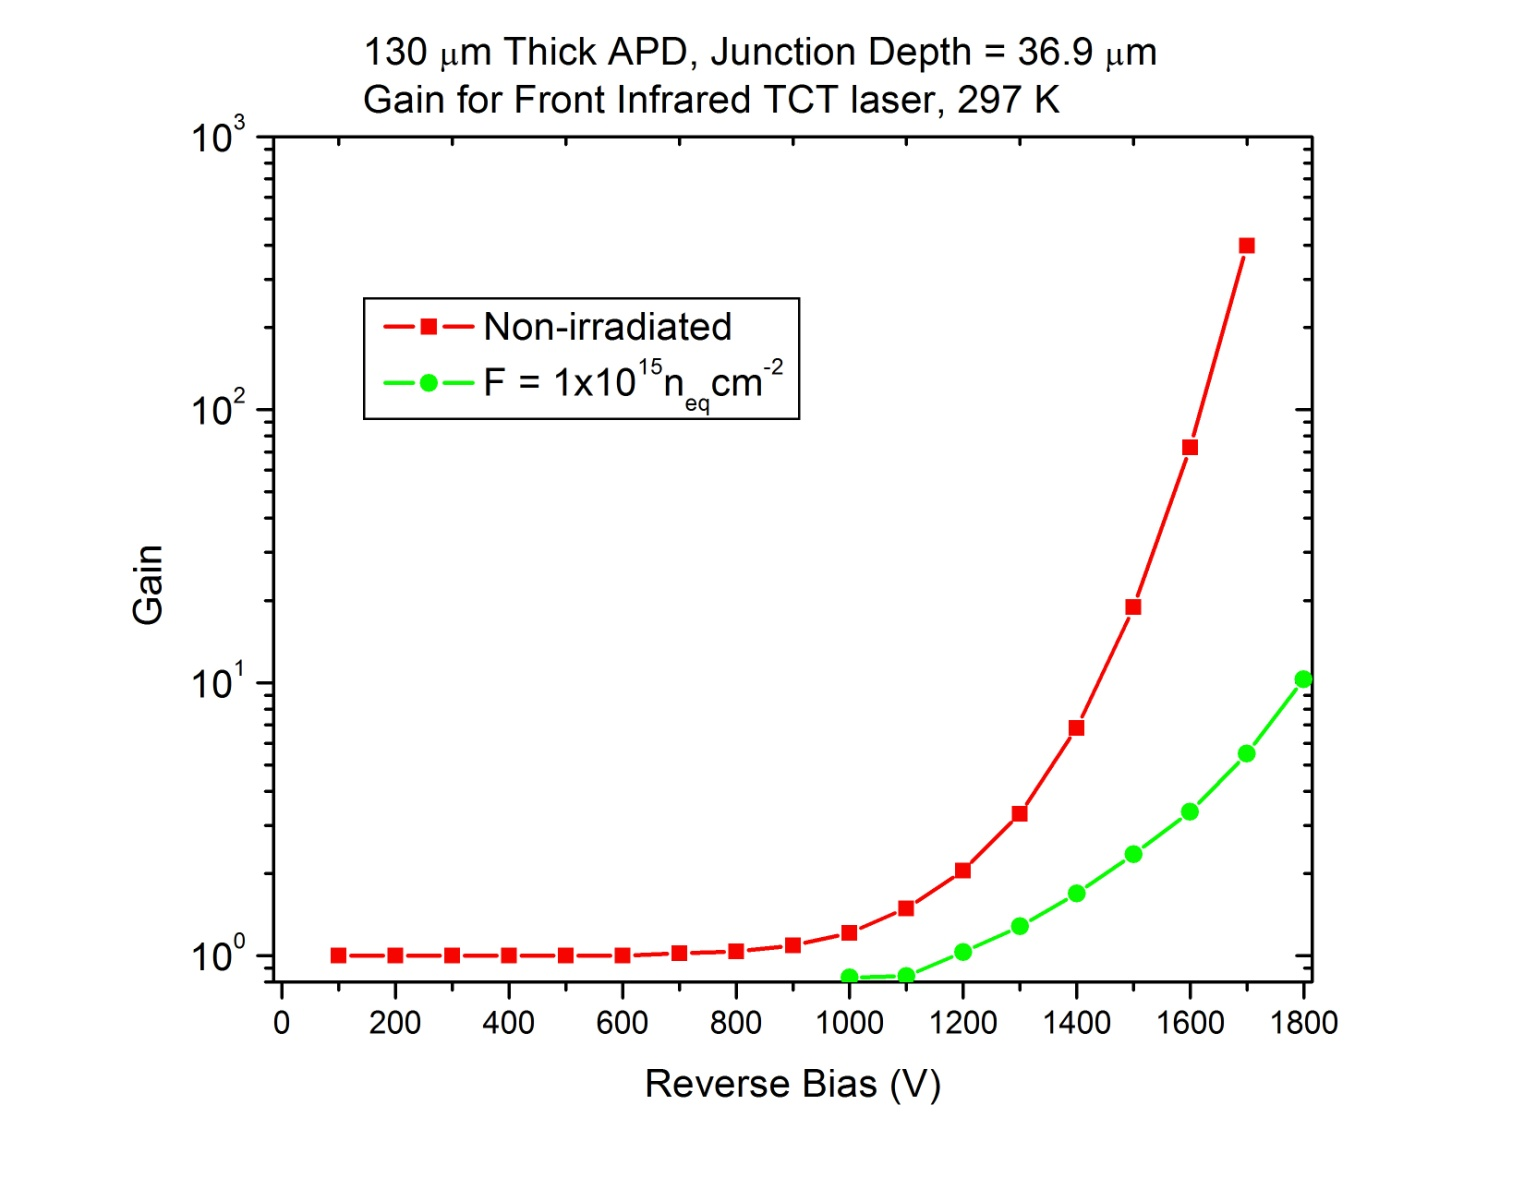 130 μm Thick APD, Junction Depth = 36.9 μm
Gain for Front Infrared TCT laser, 297 K
10³
10²
10¹
10⁰
Gain
Non-irradiated
F = 1x10¹⁵n_eq cm⁻²
0 200 400 600 800 1000 1200 1400 1600 1800
Reverse Bias (V)